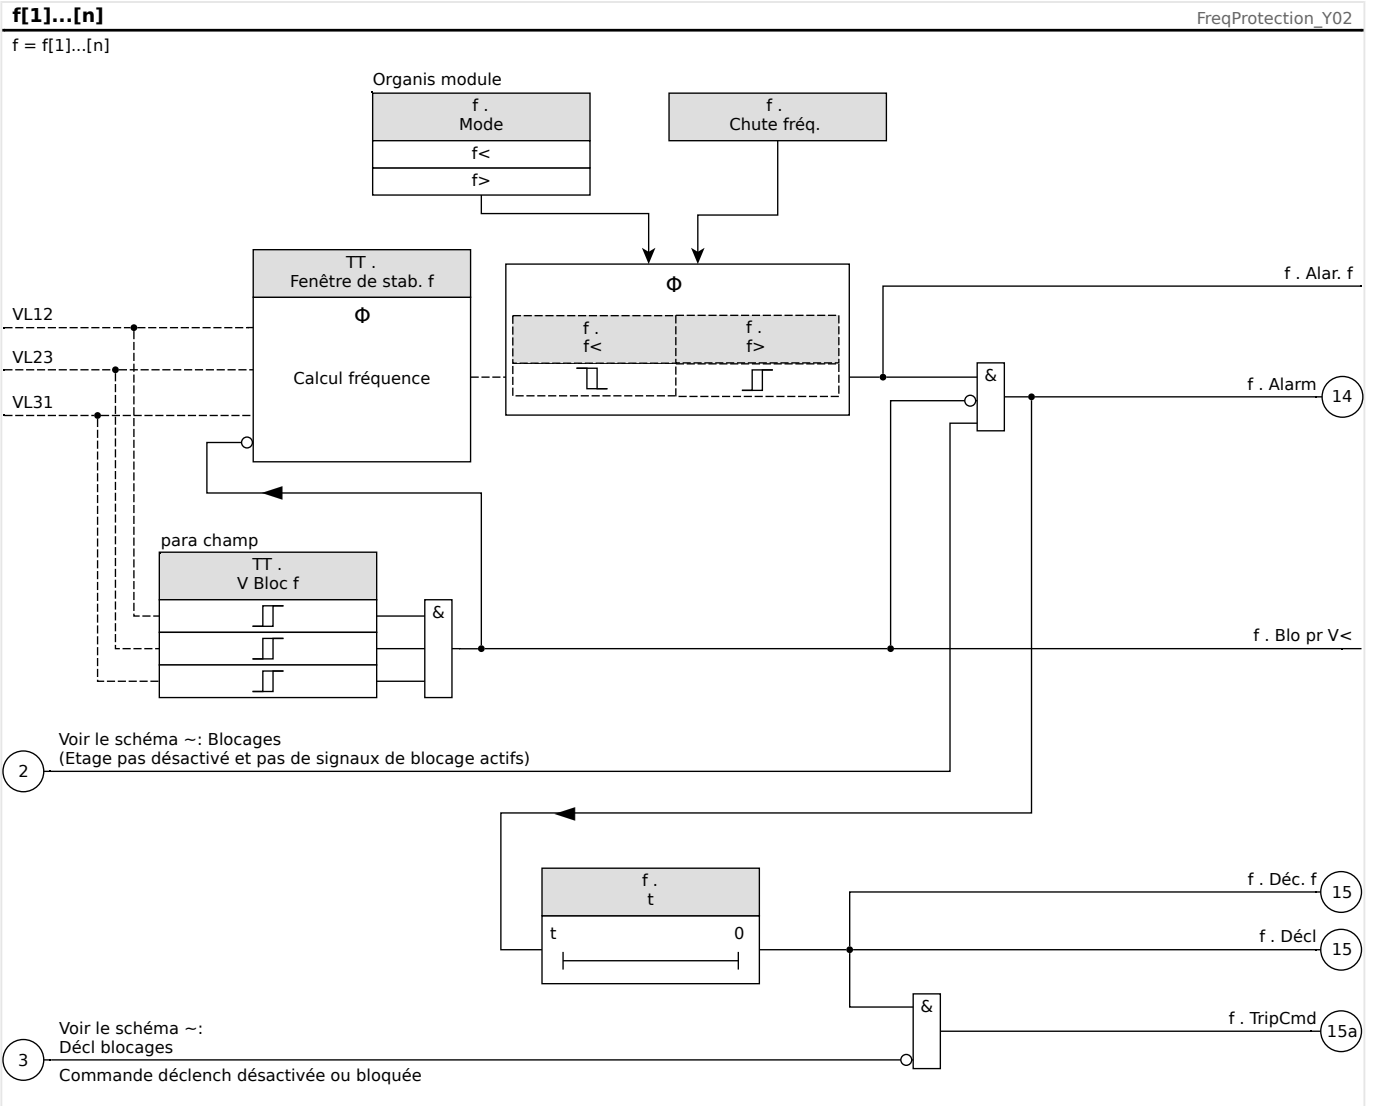 f[1]...[n]
FreqProtection_Y02
f = f[1]...[n]
Organis module
f .
Mode
f<
f>
f .
Chute fréq.
TT .
Fenêtre de stab. f
Φ
Calcul fréquence
Φ
f .
f<
f .
f>
f . Alar. f
VL12
VL23
VL31
&
f . Alarm
14
para champ
TT .
V Bloc f
&
f . Blo pr V<
Voir le schéma ~: Blocages
(Etage pas désactivé et pas de signaux de blocage actifs)
2
f .
t
t
0
f . Déc. f
15
f . Décl
15
&
f . TripCmd
15a
Voir le schéma ~:
Décl blocages
3
Commande déclench désactivée ou bloquée